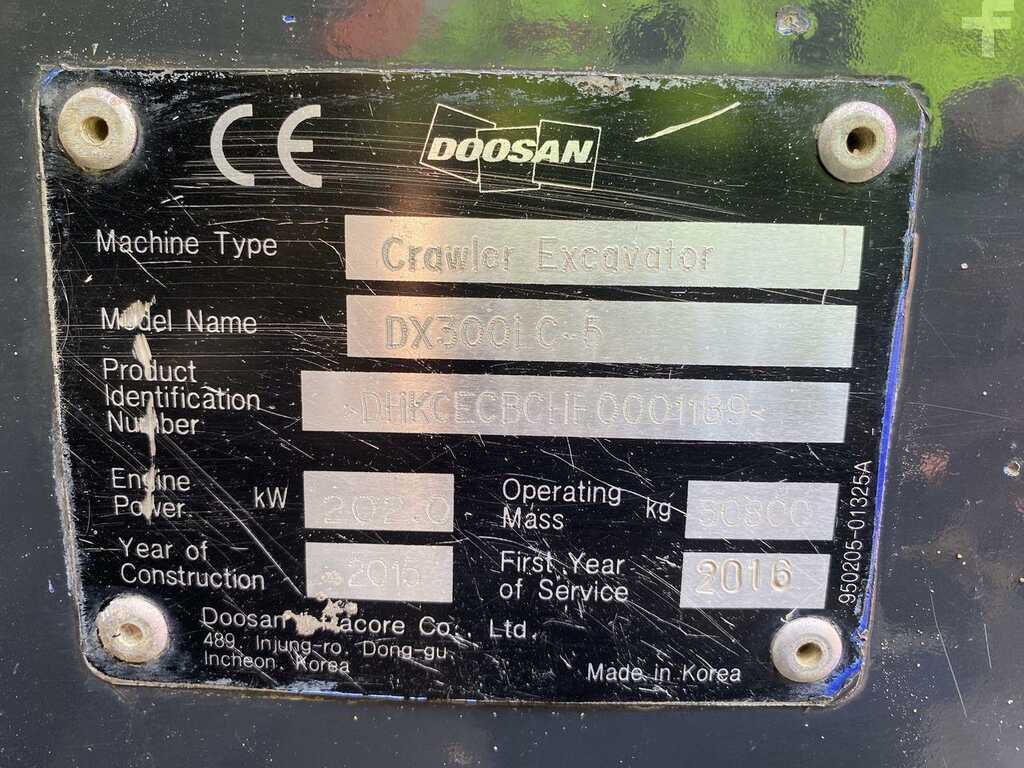 CE
DOOSAN
Machine Type Crawler Excavator
Model Name DX300LC-5
Product
Identification
Number
Engine
Power kW 202.0
Operating
Mass kg 30800
Year of
Construction 2015
First Year
of Service 2016
Doosan Infracore Co., Ltd.
489, Injung-ro, Dong-gu,
Incheon, Korea
Made in Korea
950205-01325A